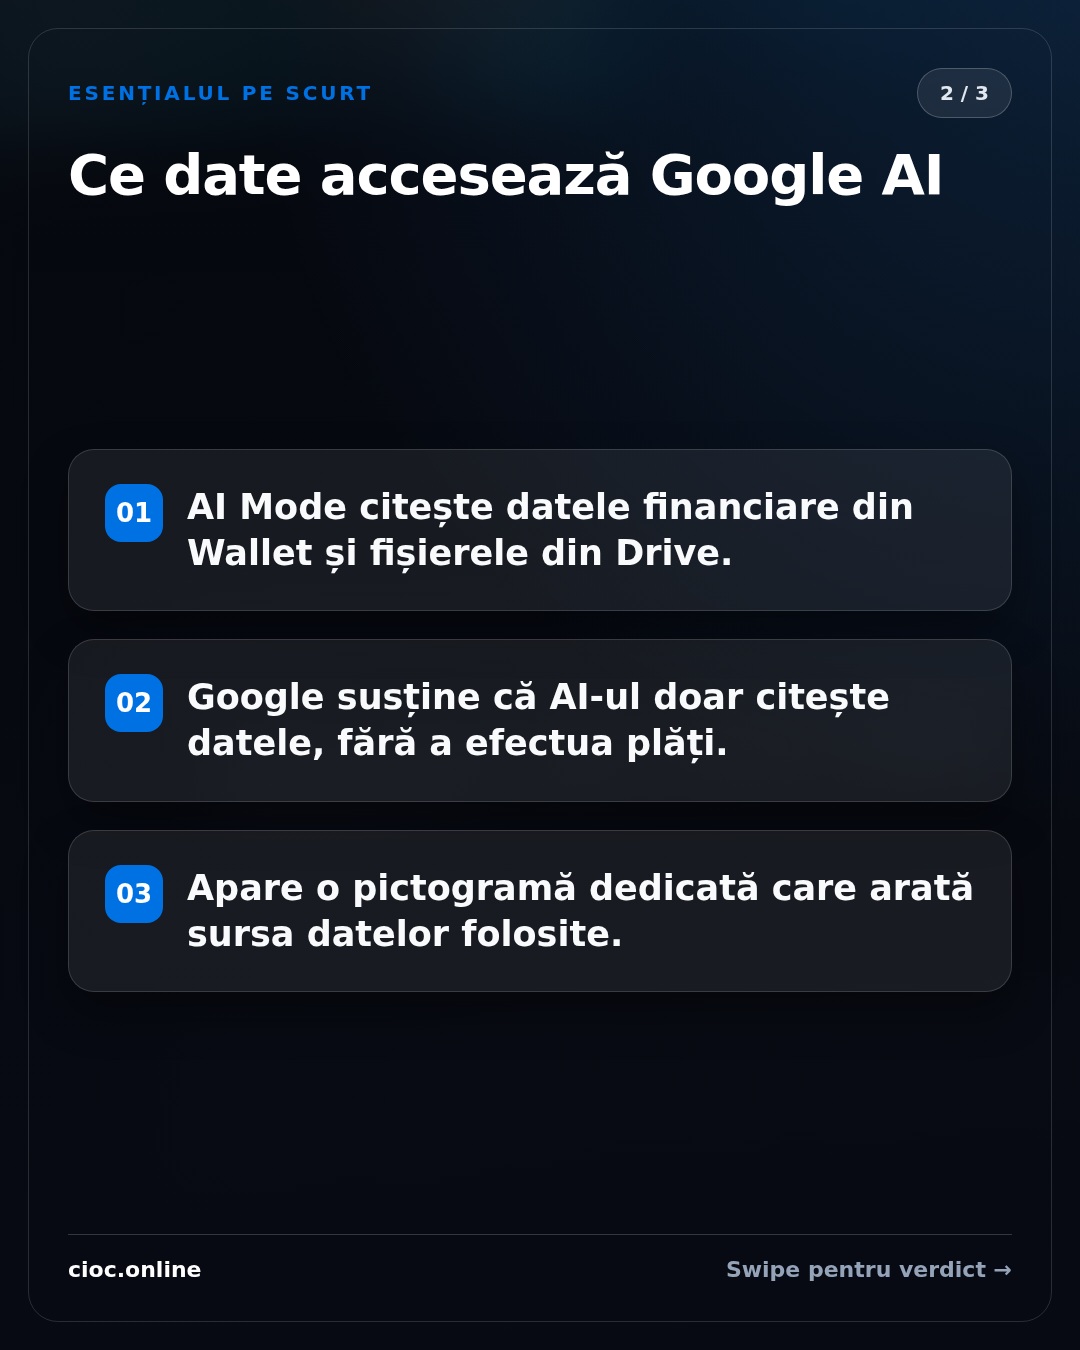 ESENȚIALUL PE SCURT
2 / 3
Ce date accesează Google AI
01
AI Mode citește datele financiare din
Wallet și fișierele din Drive.
02
Google susține că AI-ul doar citește
datele, fără a efectua plăți.
03
Apare o pictogramă dedicată care arată
sursa datelor folosite.
cioc.online
Swipe pentru verdict →